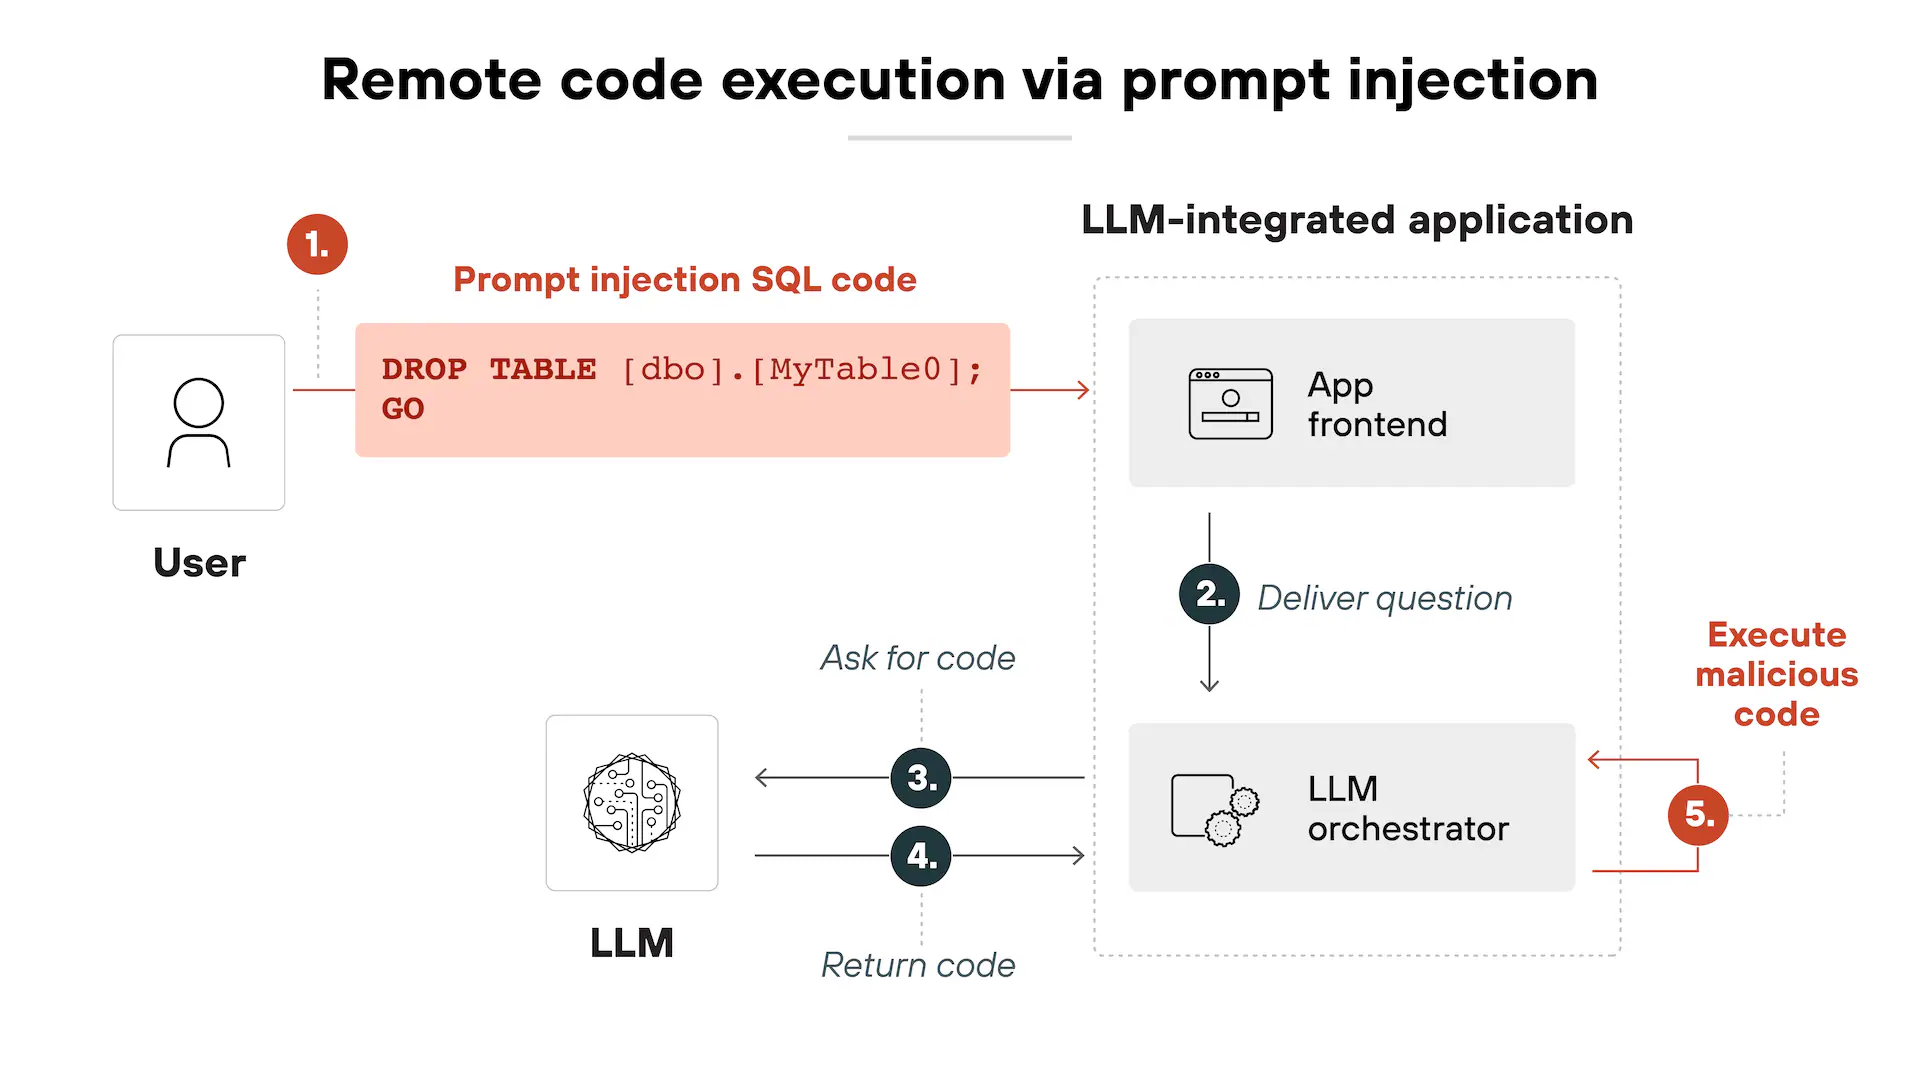 Remote code execution via prompt injection
LLM-integrated application
1.
Prompt injection SQL code
DROP TABLE [dbo].[MyTable0];
GO
User
App
frontend
2.
Deliver question
Ask for code
3.
4.
Return code
LLM
LLM
orchestrator
Execute
malicious
code
5.